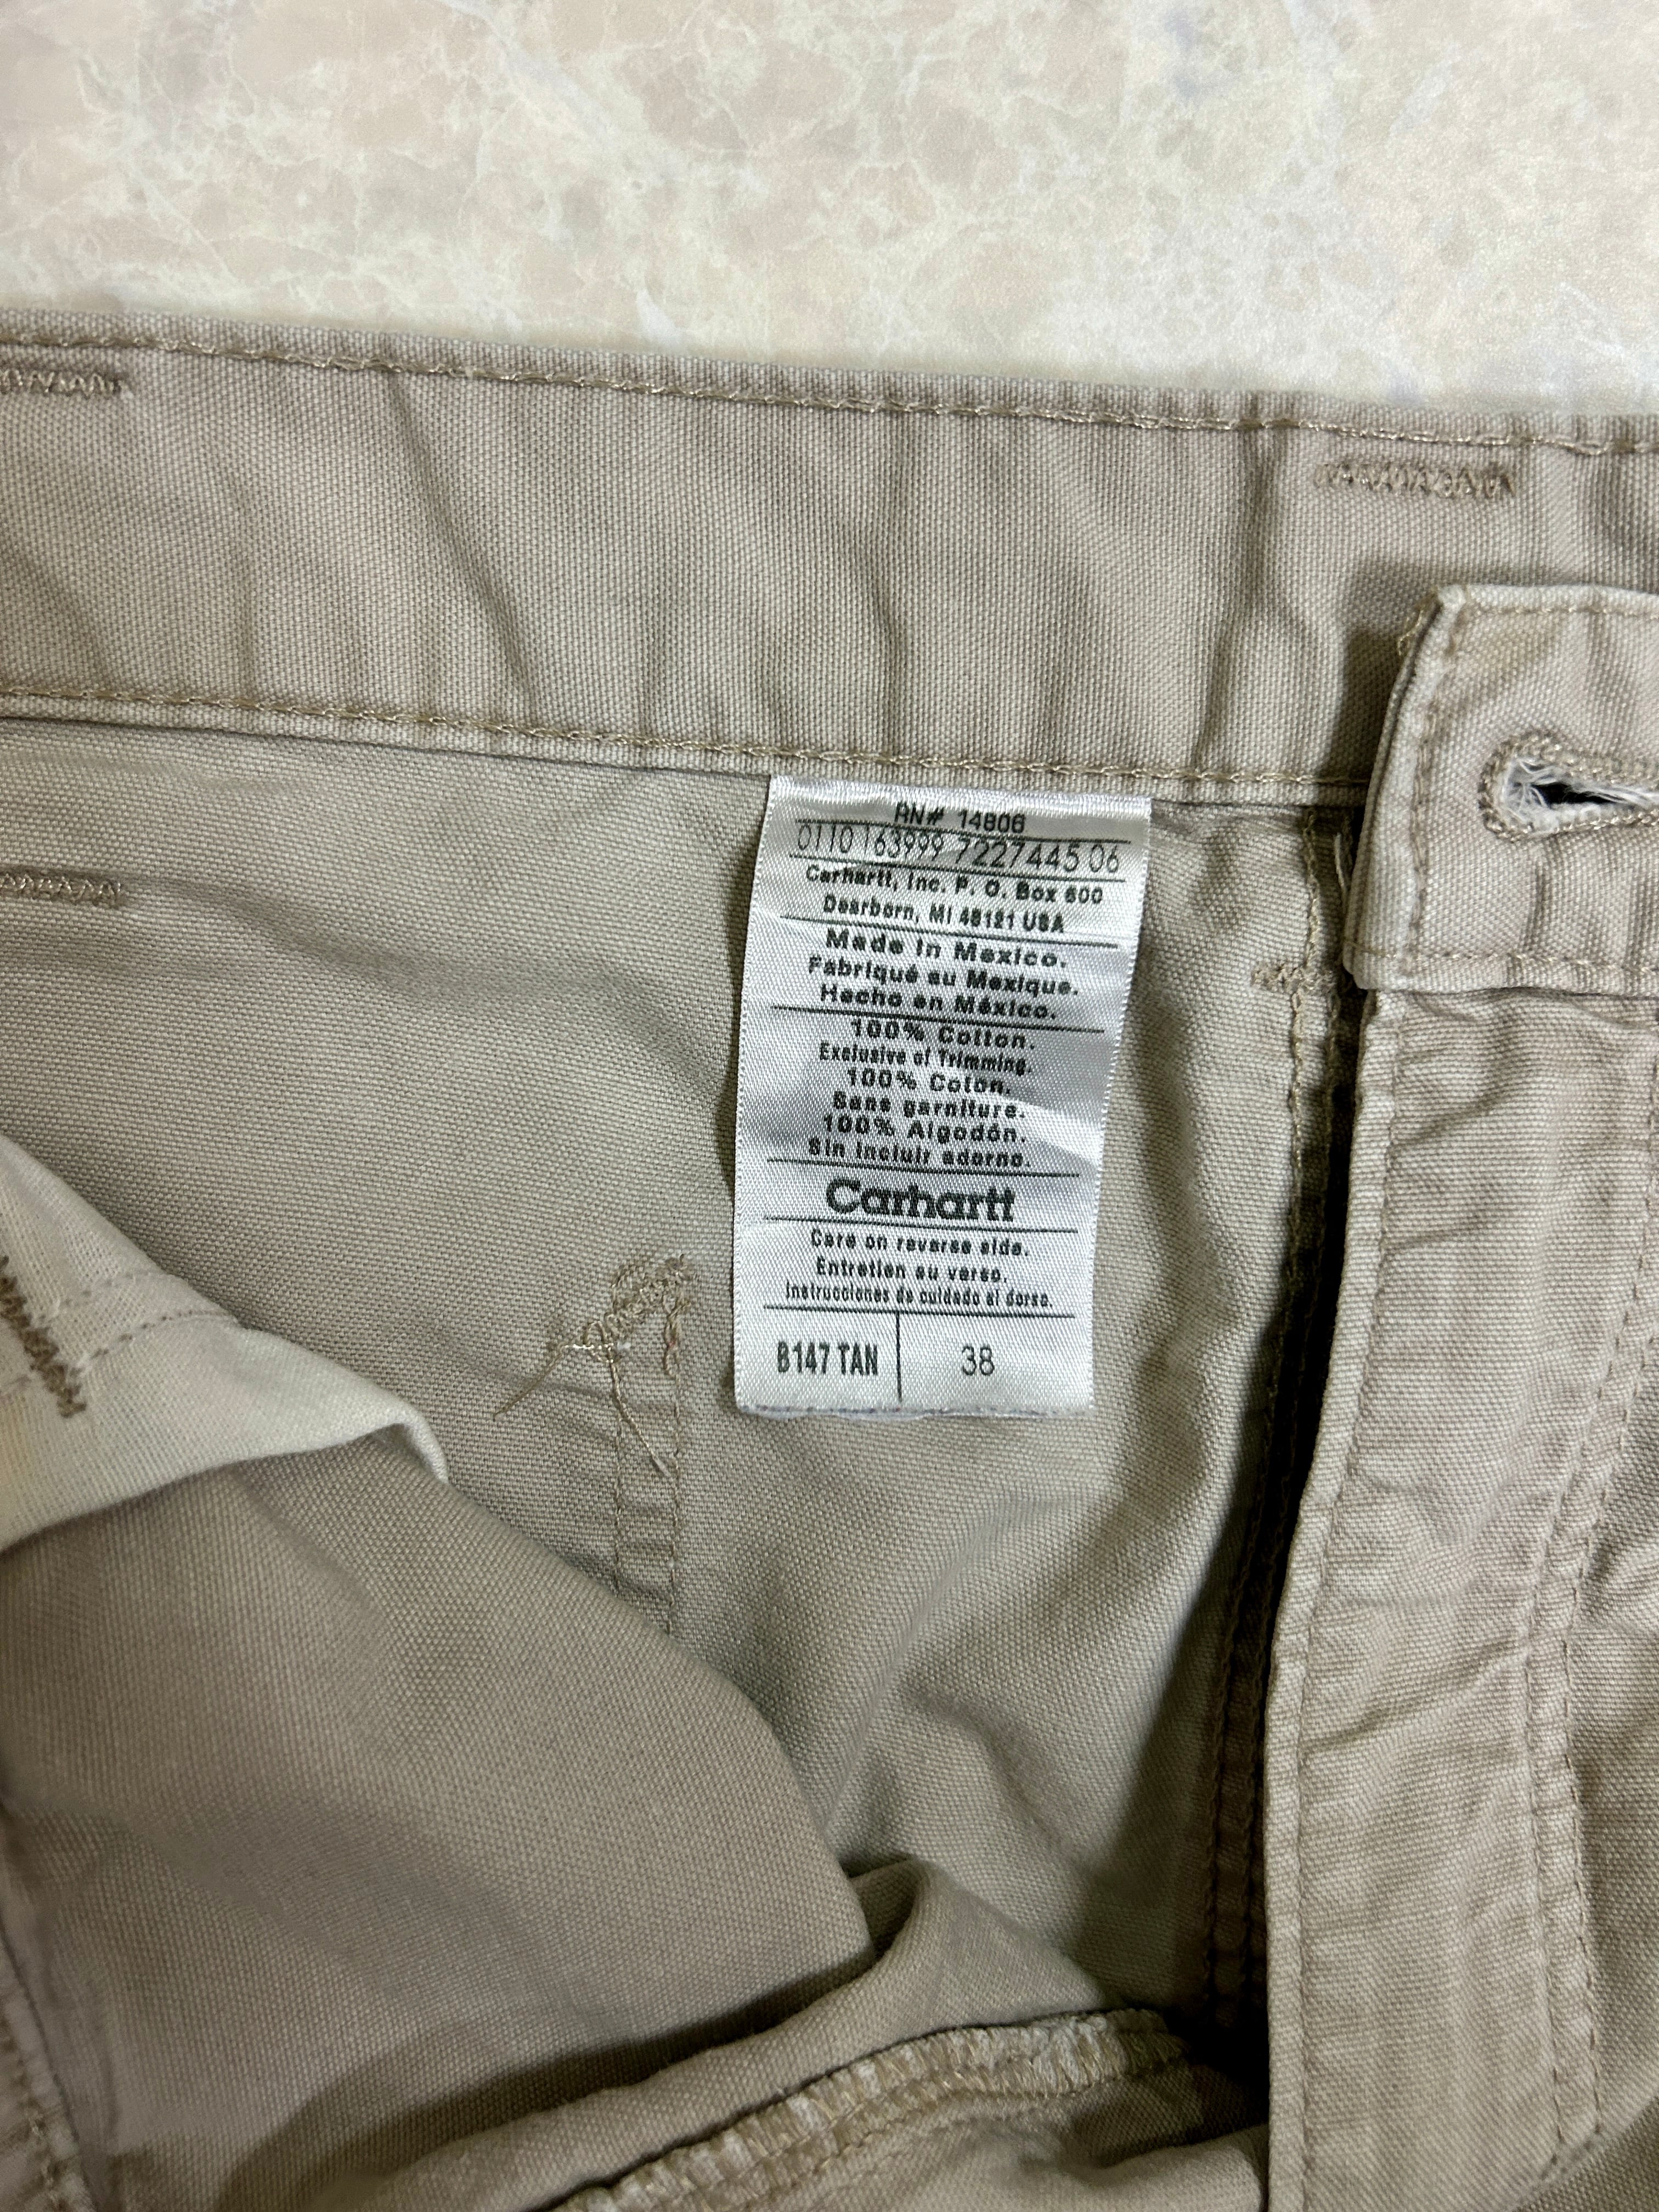 RN# 14806
0110 163999 7227445 06
Carhartt, Inc. P. O. Box 600
Dearborn, MI 48121 USA
Made in Mexico.
Fabriqué au Mexique.
Hecho en México.
100% Cotton.
Exclusive of Trimming.
100% Coton.
Sans garniture.
100% Algodón.
Sin incluir adorno.
Carhartt
Care on reverse side.
Entretien au verso.
Instrucciones de cuidado al dorso.
B147 TAN 38